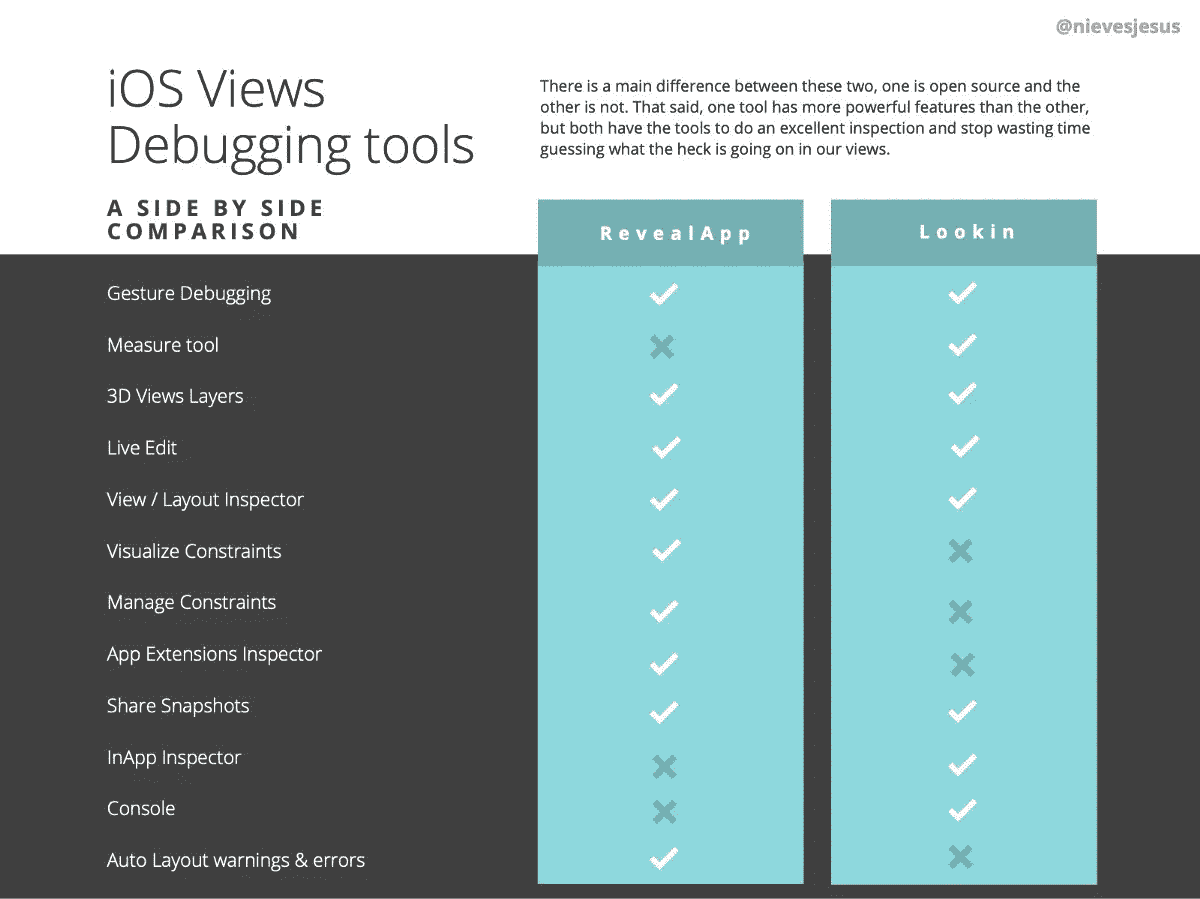 @nievesjesus
iOS Views
Debugging tools
A SIDE BY SIDE
COMPARISON
There is a main difference between these two, one is open source and the
other is not. That said, one tool has more powerful features than the other,
but both have the tools to do an excellent inspection and stop wasting time
guessing what the heck is going on in our views.
RevealApp
Lookin
Gesture Debugging
Measure tool
3D Views Layers
Live Edit
View / Layout Inspector
Visualize Constraints
Manage Constraints
App Extensions Inspector
Share Snapshots
InApp Inspector
Console
Auto Layout warnings & errors